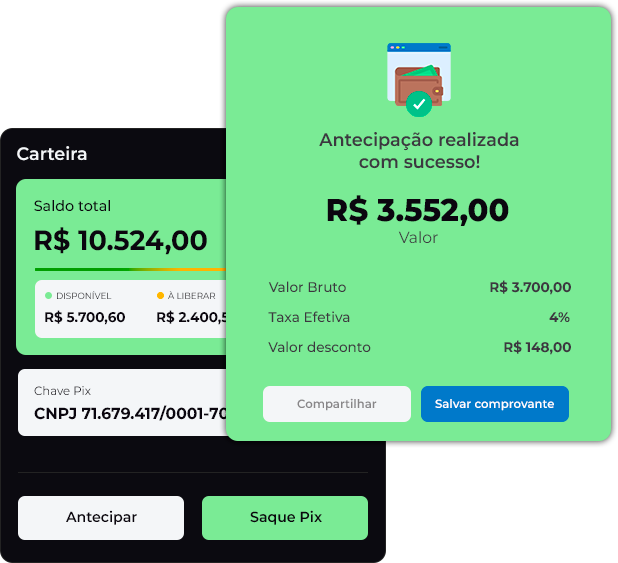 Carteira
Saldo total
R$ 10.524,00
DISPONÍVEL
À LIBERAR
R$ 5.700,60
R$ 2.400,5
Chave Pix
CNPJ 71.679.417/0001-70
Antecipar
Saque Pix
Antecipação realizada
com sucesso!
R$ 3.552,00
Valor
Valor Bruto R$ 3.700,00
Taxa Efetiva 4%
Valor desconto R$ 148,00
Compartilhar
Salvar comprovante